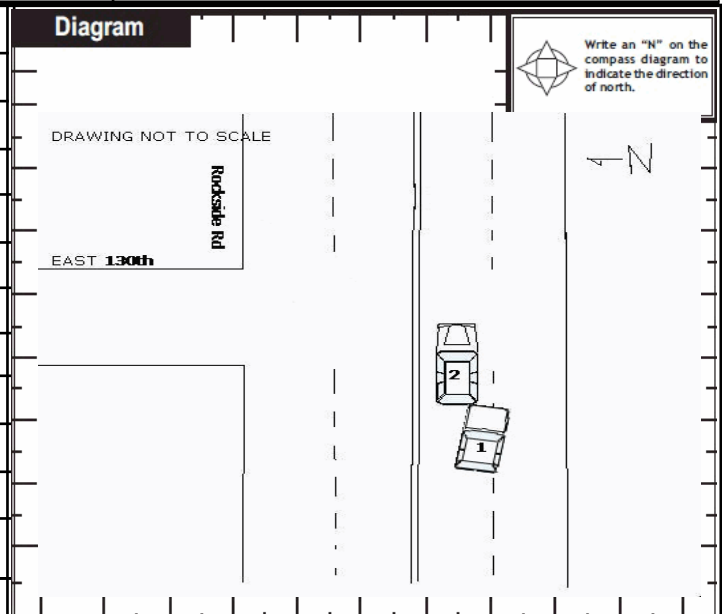 Diagram
Write an “N” on the
compass diagram to
indicate the direction
of north.
DRAWING NOT TO SCALE
N
Rockside Rd
EAST 130th
2
1